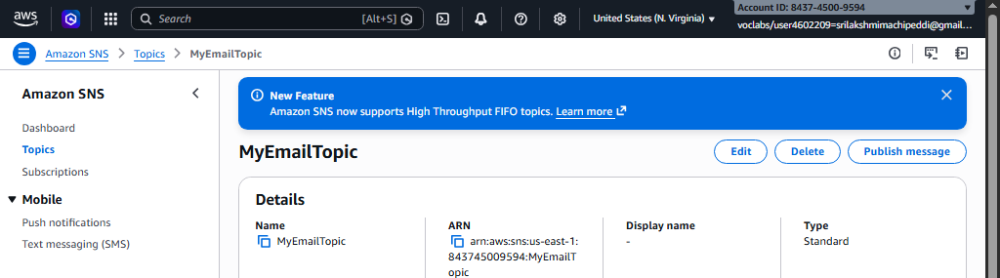 aws
Search [Alt+S]
United States (N. Virginia)
Account ID: 8437-4500-9594
voclabs/user4602209=srilakshmimachipeddi@gmail...
Amazon SNS
Topics
MyEmailTopic
Amazon SNS
Dashboard
Topics
Subscriptions
Mobile
Push notifications
Text messaging (SMS)
New Feature
Amazon SNS now supports High Throughput FIFO topics. Learn more
MyEmailTopic
Edit
Delete
Publish message
Details
Name
MyEmailTopic
ARN
arn:aws:sns:us-east-1:
843745009594:MyEmailT
opic
Display name
-
Type
Standard